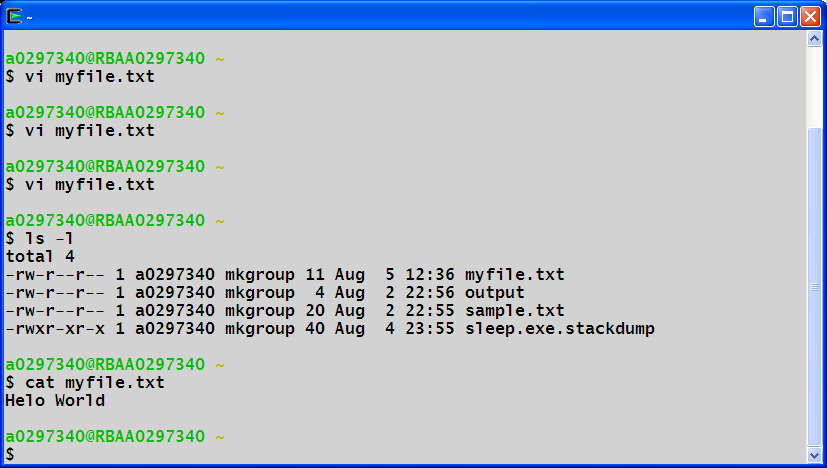 ~
a0297340@RBAA0297340 ~
$ vi myfile.txt
a0297340@RBAA0297340 ~
$ vi myfile.txt
a0297340@RBAA0297340 ~
$ vi myfile.txt
a0297340@RBAA0297340 ~
$ ls -l
total 4
-rw-r--r-- 1 a0297340 mkgroup 11 Aug  5 12:36 myfile.txt
-rw-r--r-- 1 a0297340 mkgroup  4 Aug  2 22:56 output
-rw-r--r-- 1 a0297340 mkgroup 20 Aug  2 22:55 sample.txt
-rwxr-xr-x 1 a0297340 mkgroup 40 Aug  4 23:55 sleep.exe.stackdump
a0297340@RBAA0297340 ~
$ cat myfile.txt
Helo World
a0297340@RBAA0297340 ~
$